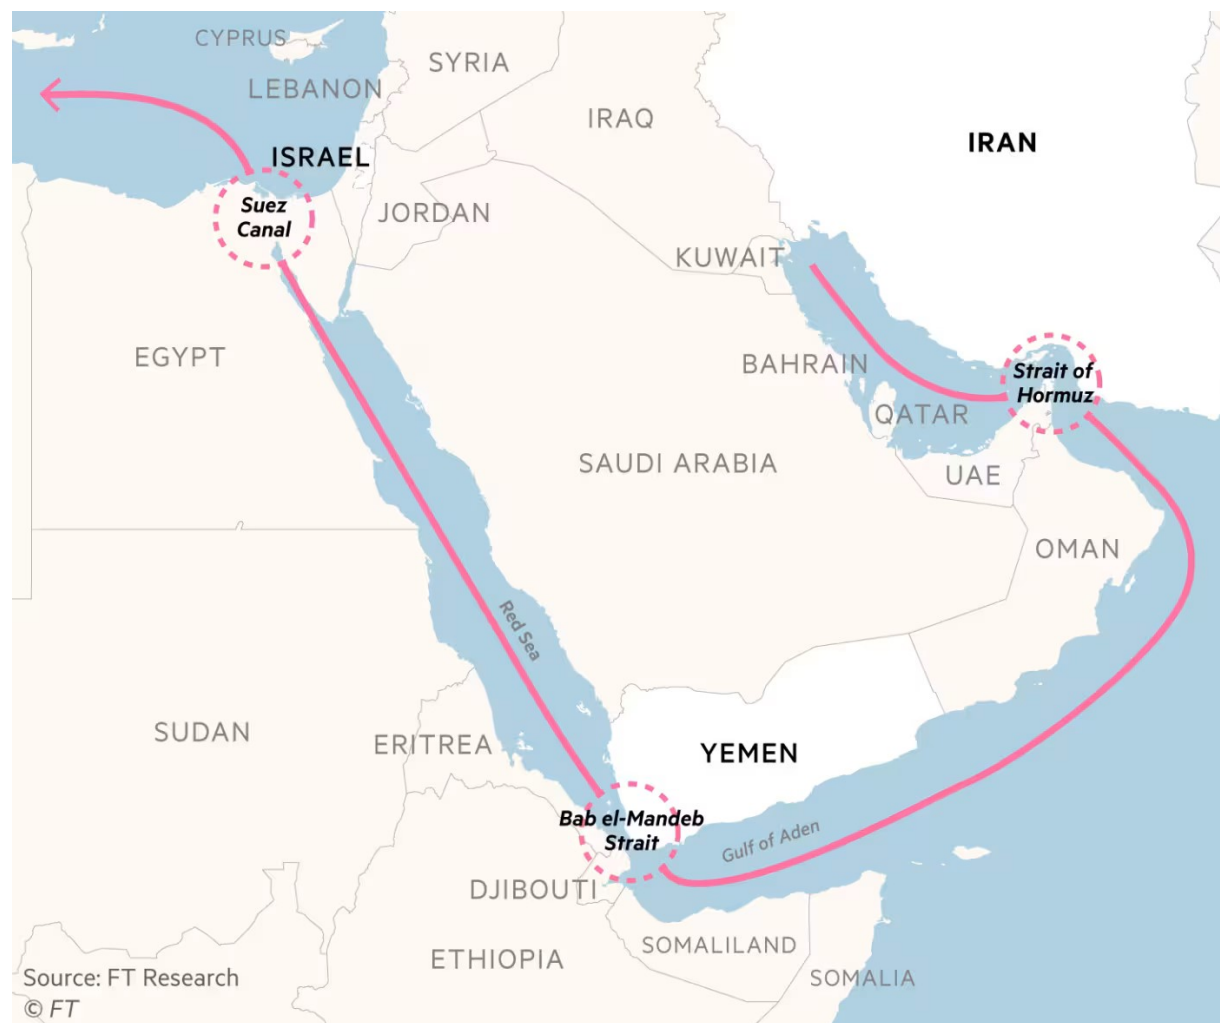 CYPRUS
SYRIA
LEBANON
IRAQ
IRAN
ISRAEL
Suez
Canal
JORDAN
KUWAIT
EGYPT
BAHRAIN
Strait of
Hormuz
QATAR
SAUDI ARABIA
UAE
OMAN
Red Sea
SUDAN
ERITREA
YEMEN
Bab el-Mandeb
Strait
Gulf of Aden
DJIBOUTI
ETHIOPIA
SOMALILAND
SOMALIA
Source: FT Research
© FT